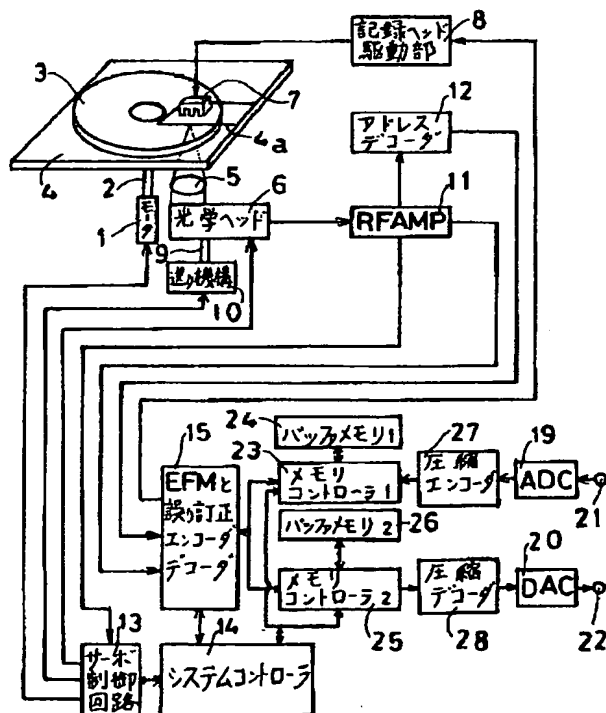 8
記録ヘッド
駆動部
3
7
12
4a
アドレス
デコーダ
4
2
5
6
11
モータ
1
光学ヘッド
RFAMP
9
送り機構
10
24
バッファメモリ1
15
23
27
19
EFMと
誤り訂正
エンコーダ
デコーダ
メモリ
コントローラ1
圧縮
エンコーダ
ADC
21
バッファメモリ2
26
20
メモリ
コントローラ2
圧縮
デコーダ
DAC
25
28
22
13
14
サーボ
制御
回路
システムコントローラ